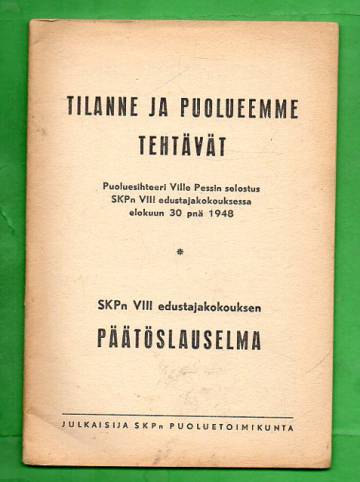 TILANNE JA PUOLUEEMME
TEHTÄVÄT
Puoluesihteeri Ville Pessin selostus
SKPn VIII edustajakokouksessa
elokuun 30 pnä 1948
*
SKPn VIII edustajakokouksen
PÄÄTÖSLAUSELMA
JULKAISIJA SKPn PUOLUETOIMIKUNTA